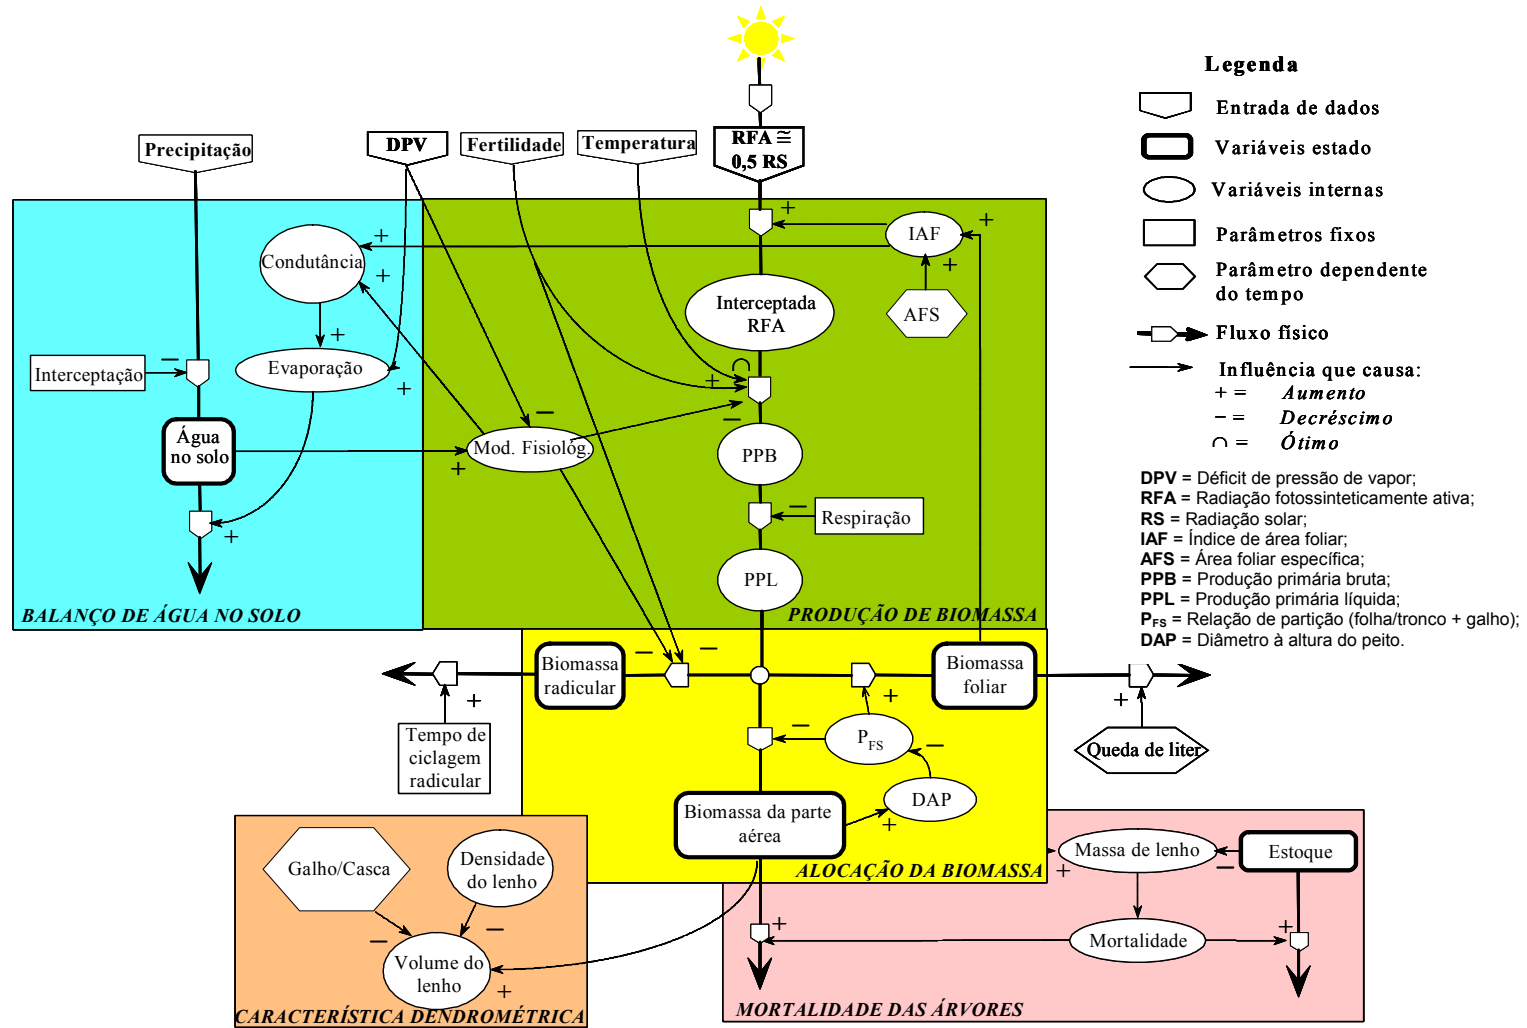 Legenda
Entrada de dados
Variáveis estado
Variáveis internas
Parâmetros fixos
Parâmetro dependente
do tempo
Fluxo físico
Influência que causa:
+ = Aumento
− = Decréscimo
∩ = Ótimo
DPV = Déficit de pressão de vapor;
RFA = Radiação fotossinteticamente ativa;
RS = Radiação solar;
IAF = Índice de área foliar;
AFS = Área foliar específica;
PPB = Produção primária bruta;
PPL = Produção primária líquida;
PFS = Relação de partição (folha/tronco + galho);
DAP = Diâmetro à altura do peito.
Precipitação
DPV
Fertilidade
Temperatura
RFA ≅
0,5 RS
+
+
+
+
+
Condutância
IAF
Interceptada
RFA
AFS
+
−
Interceptação
Evaporação
+
∩
+
−
−
Água
no solo
+
Mod. Fisiológ.
PPB
−
Respiração
+
PPL
BALANÇO DE ÁGUA NO SOLO
PRODUÇÃO DE BIOMASSA
Biomassa
radicular
−
−
Biomassa
foliar
+
+
+
Tempo de
ciclagem
radicular
−
PFS
−
Queda de liter
DAP
+
Biomassa da parte
aérea
ALOCAÇÃO DA BIOMASSA
Galho/Casca
Densidade
do lenho
−
−
Volume do
lenho
+
CARACTERÍSTICA DENDROMÉTRICA
+
Massa de lenho
−
Estoque
+
Mortalidade
+
MORTALIDADE DAS ÁRVORES